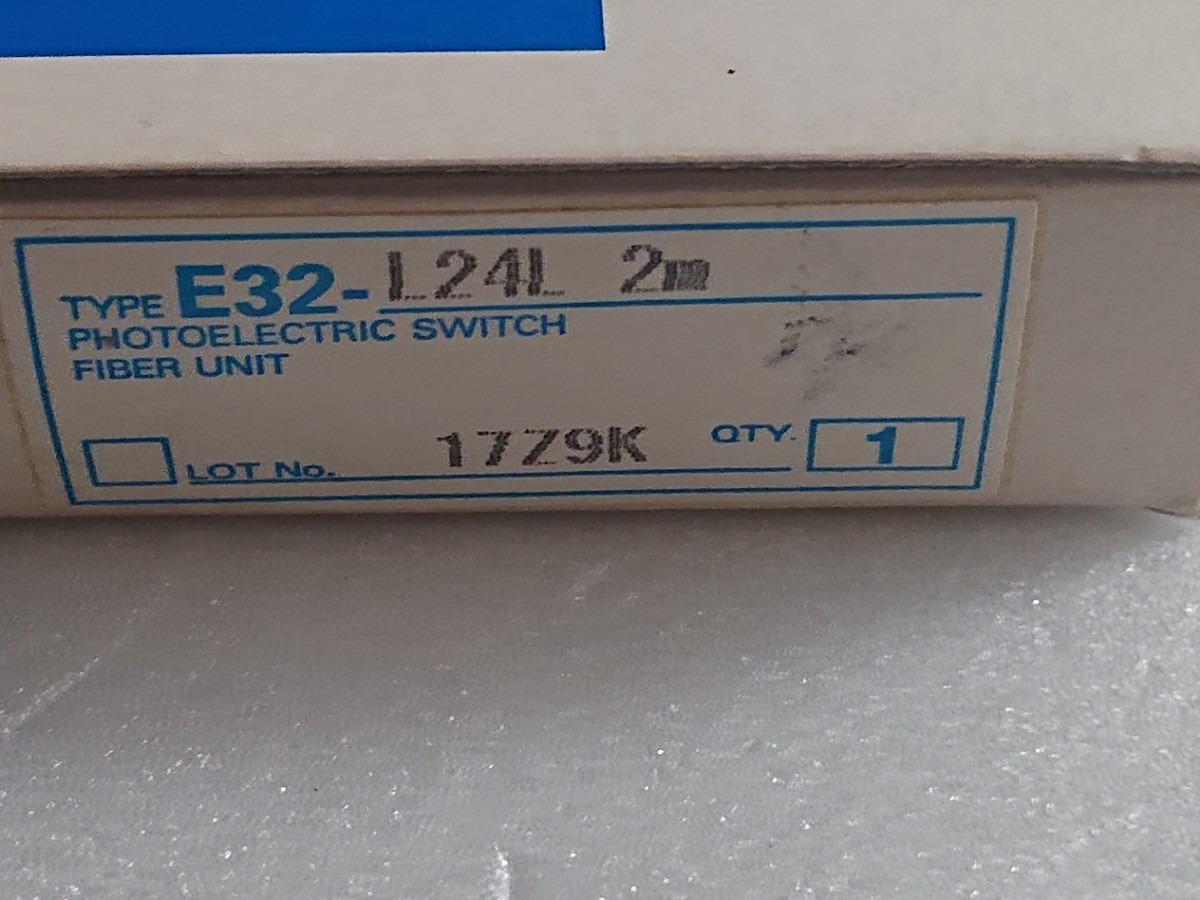 TYPE E32-L24L 2m
PHOTOELECTRIC SWITCH
FIBER UNIT
LOT No. 17Z9K QTY. 1